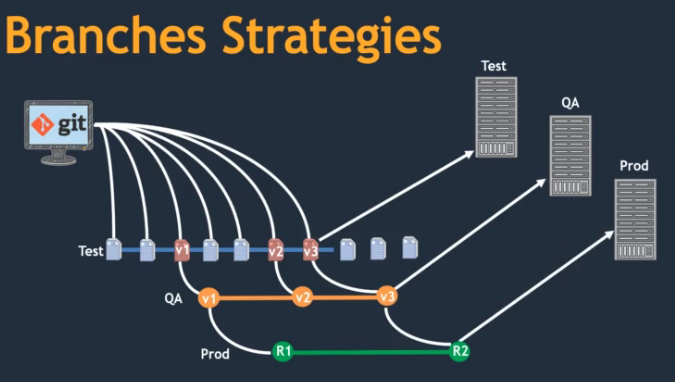 Branches Strategies
Test
QA
git
Prod
Test
v1
v2
v3
QA
v1
v2
v3
Prod
R1
R2